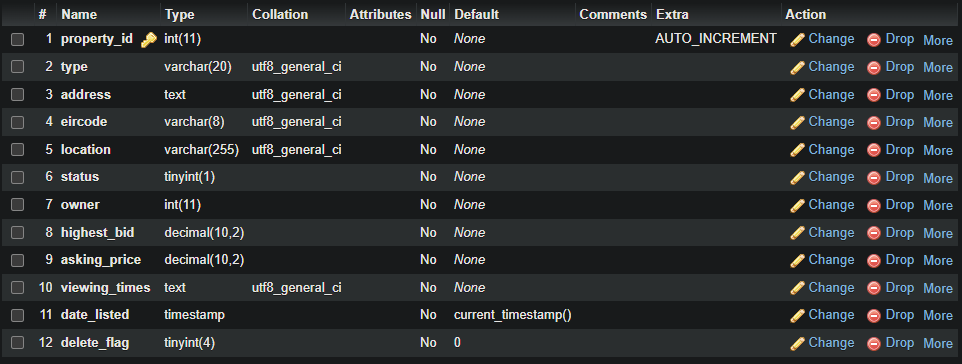 # Name Type Collation Attributes Null Default Comments Extra Action
1 property_id int(11) No None AUTO_INCREMENT Change Drop More
2 type varchar(20) utf8_general_ci No None Change Drop More
3 address text utf8_general_ci No None Change Drop More
4 eircode varchar(8) utf8_general_ci No None Change Drop More
5 location varchar(255) utf8_general_ci No None Change Drop More
6 status tinyint(1) No None Change Drop More
7 owner int(11) No None Change Drop More
8 highest_bid decimal(10,2) No None Change Drop More
9 asking_price decimal(10,2) No None Change Drop More
10 viewing_times text utf8_general_ci No None Change Drop More
11 date_listed timestamp No current_timestamp() Change Drop More
12 delete_flag tinyint(4) No 0 Change Drop More